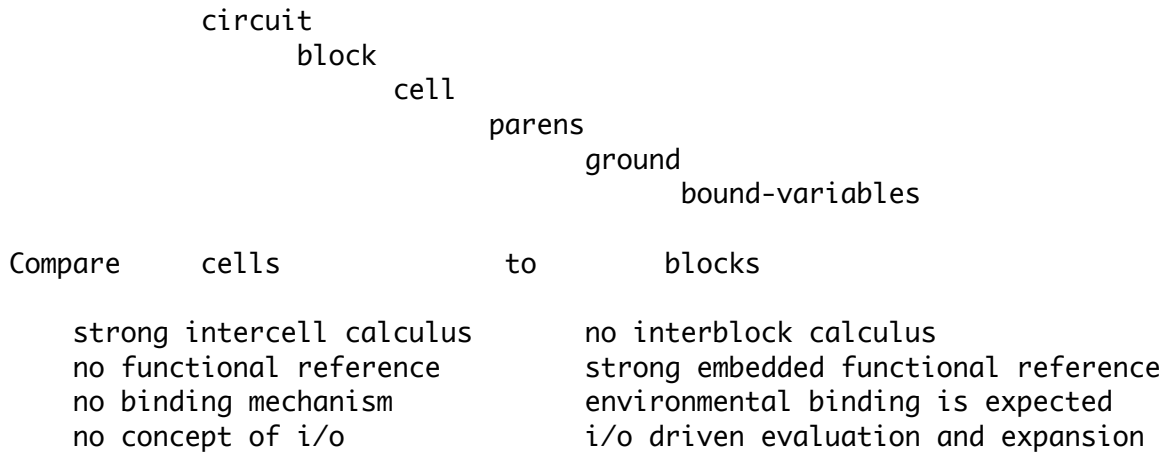 circuit
block
cell
parens
ground
bound-variables
Compare cells to blocks
strong intercell calculus no interblock calculus
no functional reference strong embedded functional reference
no binding mechanism environmental binding is expected
no concept of i/o i/o driven evaluation and expansion